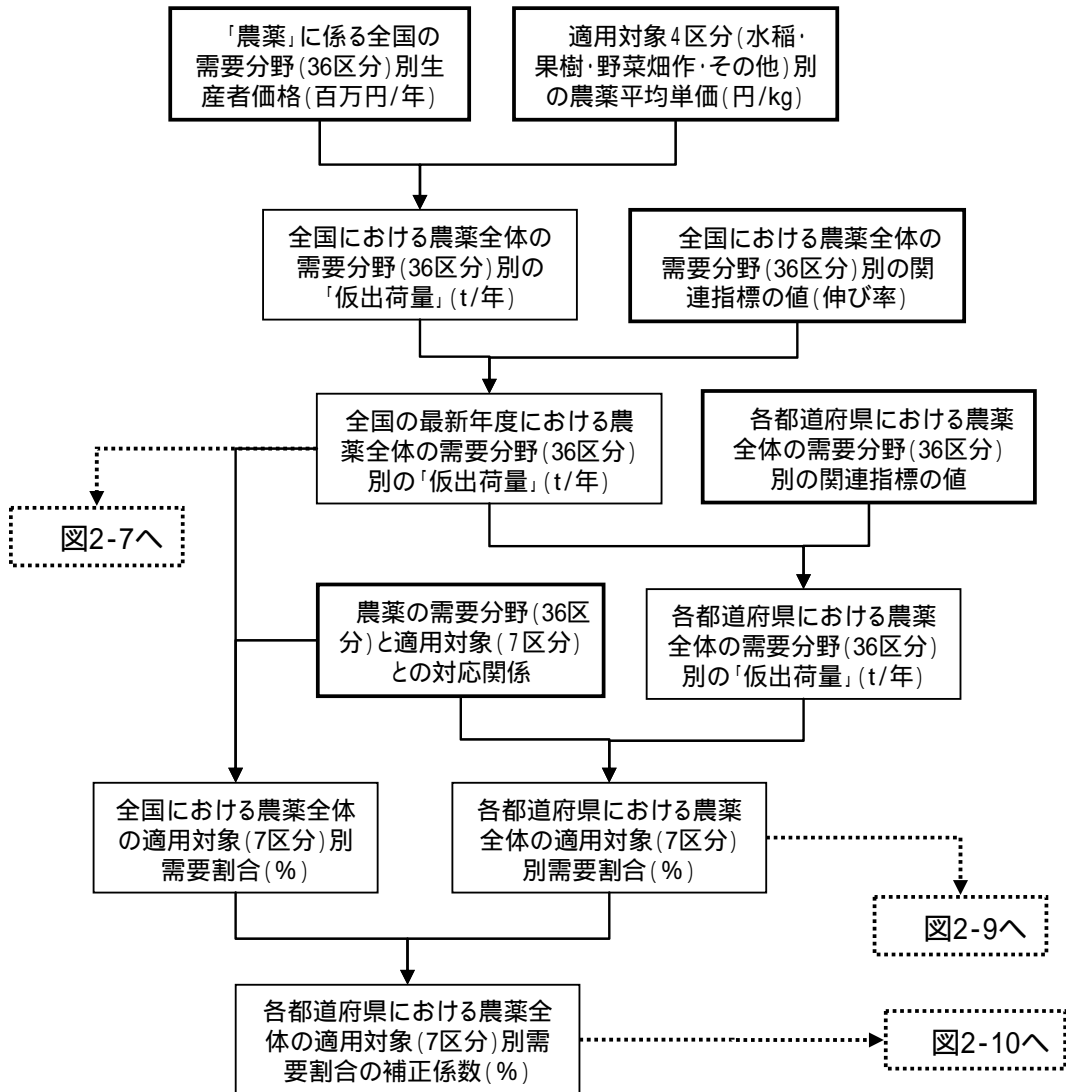 「農薬」に係る全国の
需要分野(36区分)別生
産者価格(百万円/年)
適用対象4区分(水稲・
果樹・野菜畑作・その他)別
の農薬平均単価(円/kg)
全国における農薬全体の
需要分野(36区分)別の
「仮出荷量」(t/年)
全国における農薬全体の
需要分野(36区分)別の関
連指標の値(伸び率)
全国の最新年度における農
薬全体の需要分野(36区分)
別の「仮出荷量」(t/年)
各都道府県における農薬
全体の需要分野(36区分)
別の関連指標の値
図2-7へ
農薬の需要分野(36区
分)と適用対象(7区分)
との対応関係
各都道府県における農薬
全体の需要分野(36区分)
別の「仮出荷量」(t/年)
全国における農薬全体
の適用対象(7区分)別
需要割合(%)
各都道府県における農薬
全体の適用対象(7区分)
別需要割合(%)
図2-9へ
各都道府県における農薬全
体の適用対象(7区分)別需
要割合の補正係数(%)
図2-10へ